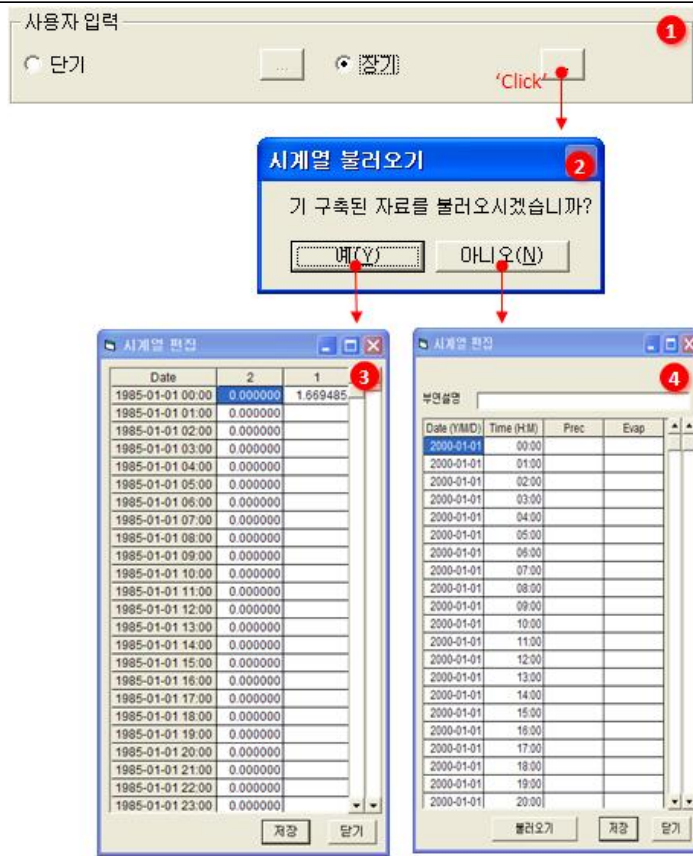 사용자 입력
1
단기 ... 장기 ..
'Click'
시계열 불러오기
2
기 구축된 자료를 불러오시겠습니까?
예(Y) 아니오(N)
시계열 편집
3
Date 2 1
1985-01-01 00:00 0.000000 1.669485
1985-01-01 01:00 0.000000
1985-01-01 02:00 0.000000
1985-01-01 03:00 0.000000
1985-01-01 04:00 0.000000
1985-01-01 05:00 0.000000
1985-01-01 06:00 0.000000
1985-01-01 07:00 0.000000
1985-01-01 08:00 0.000000
1985-01-01 09:00 0.000000
1985-01-01 10:00 0.000000
1985-01-01 11:00 0.000000
1985-01-01 12:00 0.000000
1985-01-01 13:00 0.000000
1985-01-01 14:00 0.000000
1985-01-01 15:00 0.000000
1985-01-01 16:00 0.000000
1985-01-01 17:00 0.000000
1985-01-01 18:00 0.000000
1985-01-01 19:00 0.000000
1985-01-01 20:00 0.000000
1985-01-01 21:00 0.000000
1985-01-01 22:00 0.000000
1985-01-01 23:00 0.000000
저장 닫기
시계열 편집
4
부연설명
Date (Y/M/D) Time (H:M) Prec Evap
2000-01-01 00:00
2000-01-01 01:00
2000-01-01 02:00
2000-01-01 03:00
2000-01-01 04:00
2000-01-01 05:00
2000-01-01 06:00
2000-01-01 07:00
2000-01-01 08:00
2000-01-01 09:00
2000-01-01 10:00
2000-01-01 11:00
2000-01-01 12:00
2000-01-01 13:00
2000-01-01 14:00
2000-01-01 15:00
2000-01-01 16:00
2000-01-01 17:00
2000-01-01 18:00
2000-01-01 19:00
2000-01-01 20:00
불러오기 저장 닫기